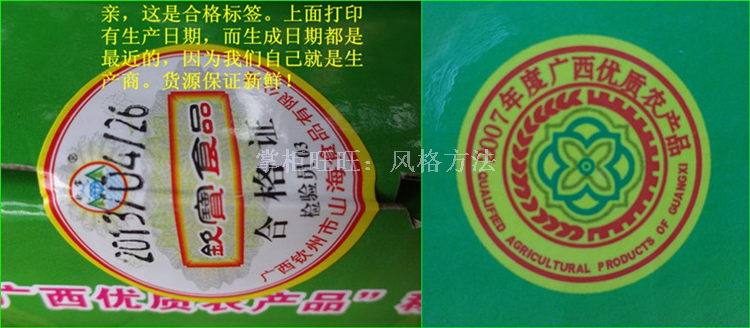 亲，这是合格标签。上面打印
有生产日期，而生成日期都是
最近的，因为我们自己就是生
产商。货源保证新鲜！
2013/04/26
钦寶食品
合格证
检验员03
广西钦州市山海食品有限公
掌柜旺旺：风格方法
广西优质农产品”
2007年度广西优质农产品
QUALIFIED AGRICULTURAL PRODUCTS OF GUANGXI